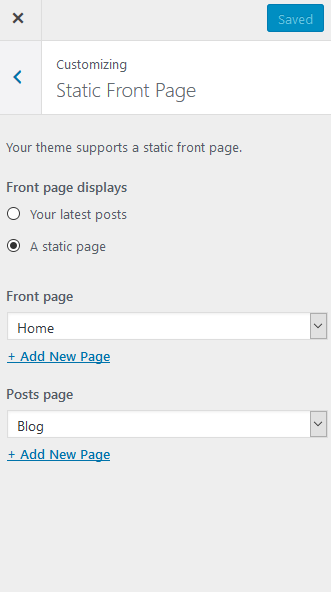 Saved
Customizing
Static Front Page
Your theme supports a static front page.
Front page displays
Your latest posts
A static page
Front page
Home
+ Add New Page
Posts page
Blog
+ Add New Page